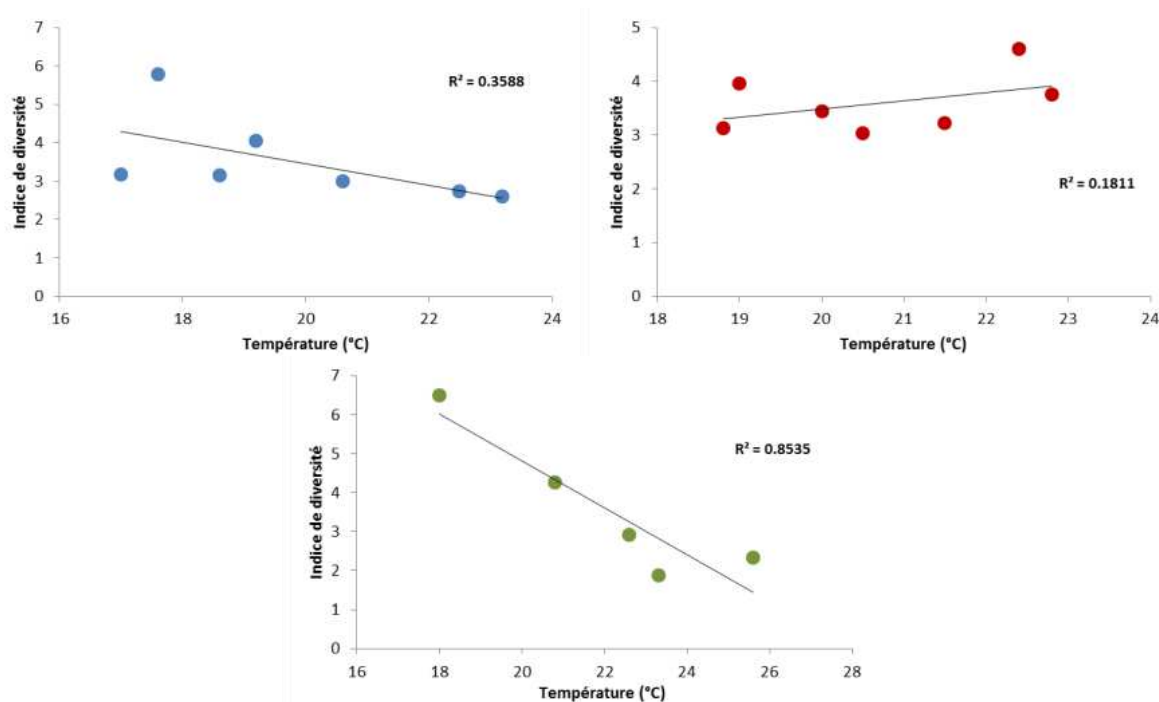 Indice de diversité
7
6
5
4
3
2
1
0
R² = 0.3588
16 18 20 22 24
Température (°C)
Indice de diversité
5
4
3
2
1
0
R² = 0.1811
18 19 20 21 22 23 24
Température (°C)
Indice de diversité
7
6
5
4
3
2
1
0
R² = 0.8535
16 18 20 22 24 26 28
Température (°C)